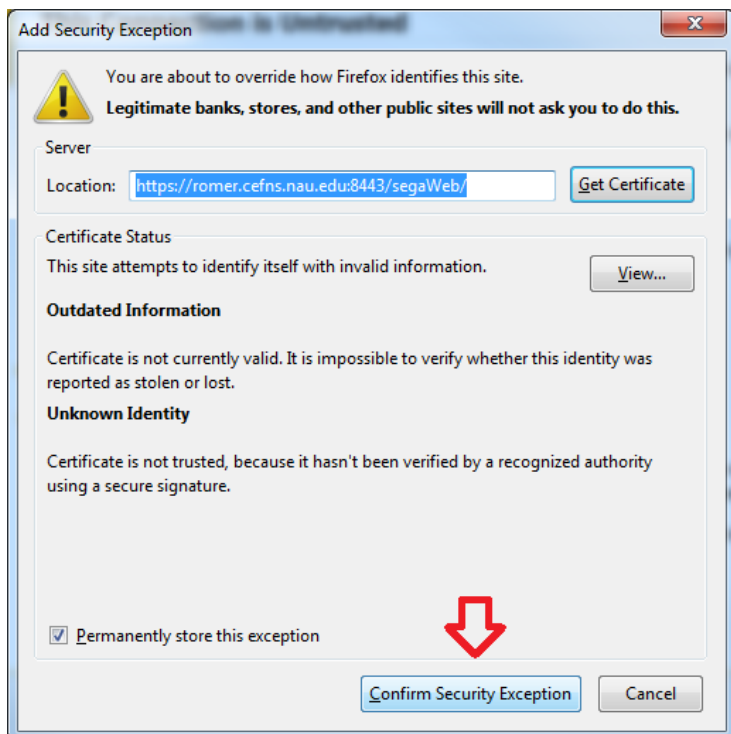 This Connection is Untrusted
Add Security Exception
You are about to override how Firefox identifies this site.
Legitimate banks, stores, and other public sites will not ask you to do this.
Server
Location: https://romer.cefns.nau.edu:8443/segaWeb/ Get Certificate
Certificate Status
This site attempts to identify itself with invalid information. View...
Outdated Information
Certificate is not currently valid. It is impossible to verify whether this identity was
reported as stolen or lost.
Unknown Identity
Certificate is not trusted, because it hasn't been verified by a recognized authority
using a secure signature.
Permanently store this exception
Confirm Security Exception Cancel